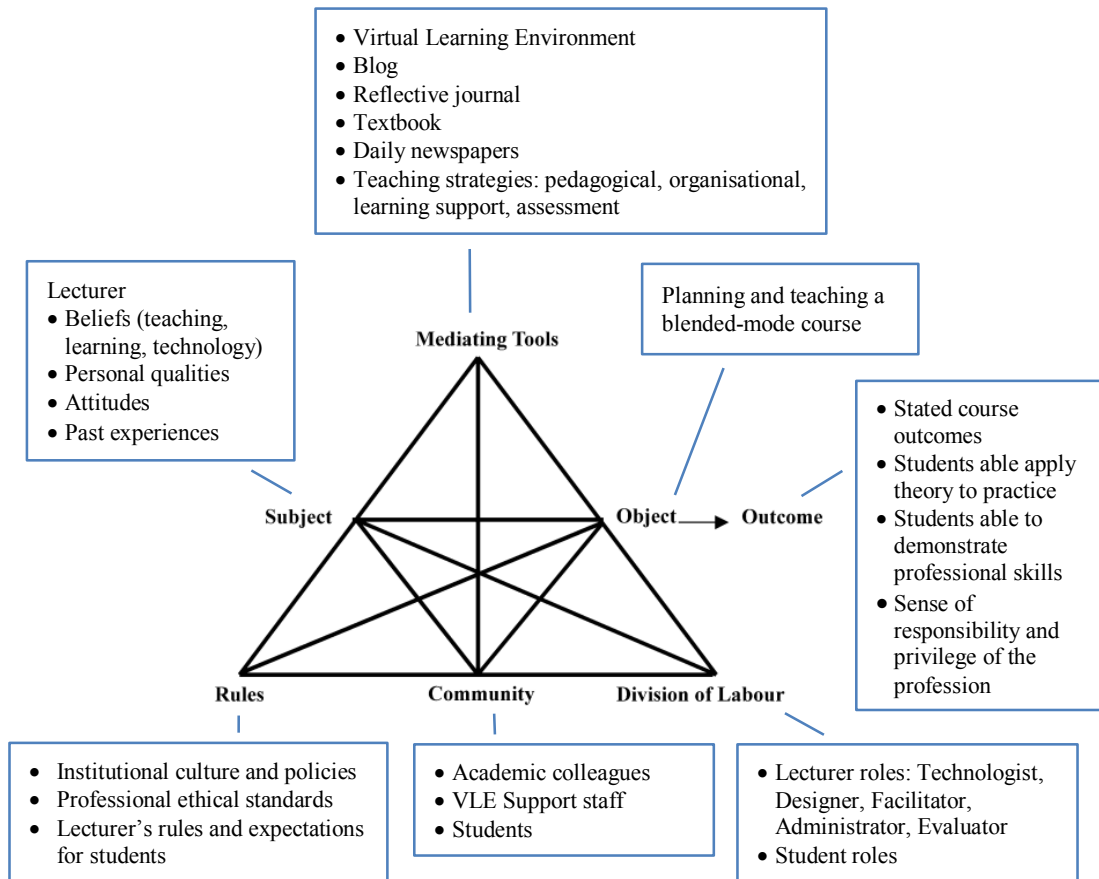 • Virtual Learning Environment
• Blog
• Reflective journal
• Textbook
• Daily newspapers
• Teaching strategies: pedagogical, organisational,
learning support, assessment
Lecturer
• Beliefs (teaching,
learning, technology)
• Personal qualities
• Attitudes
• Past experiences
Planning and teaching a
blended-mode course
Mediating Tools
• Stated course
outcomes
• Students able apply
theory to practice
• Students able to
demonstrate
professional skills
• Sense of
responsibility and
privilege of the
profession
Subject
Object
Outcome
Rules
Community
Division of Labour
• Institutional culture and policies
• Professional ethical standards
• Lecturer's rules and expectations
for students
• Academic colleagues
• VLE Support staff
• Students
• Lecturer roles: Technologist,
Designer, Facilitator,
Administrator, Evaluator
• Student roles